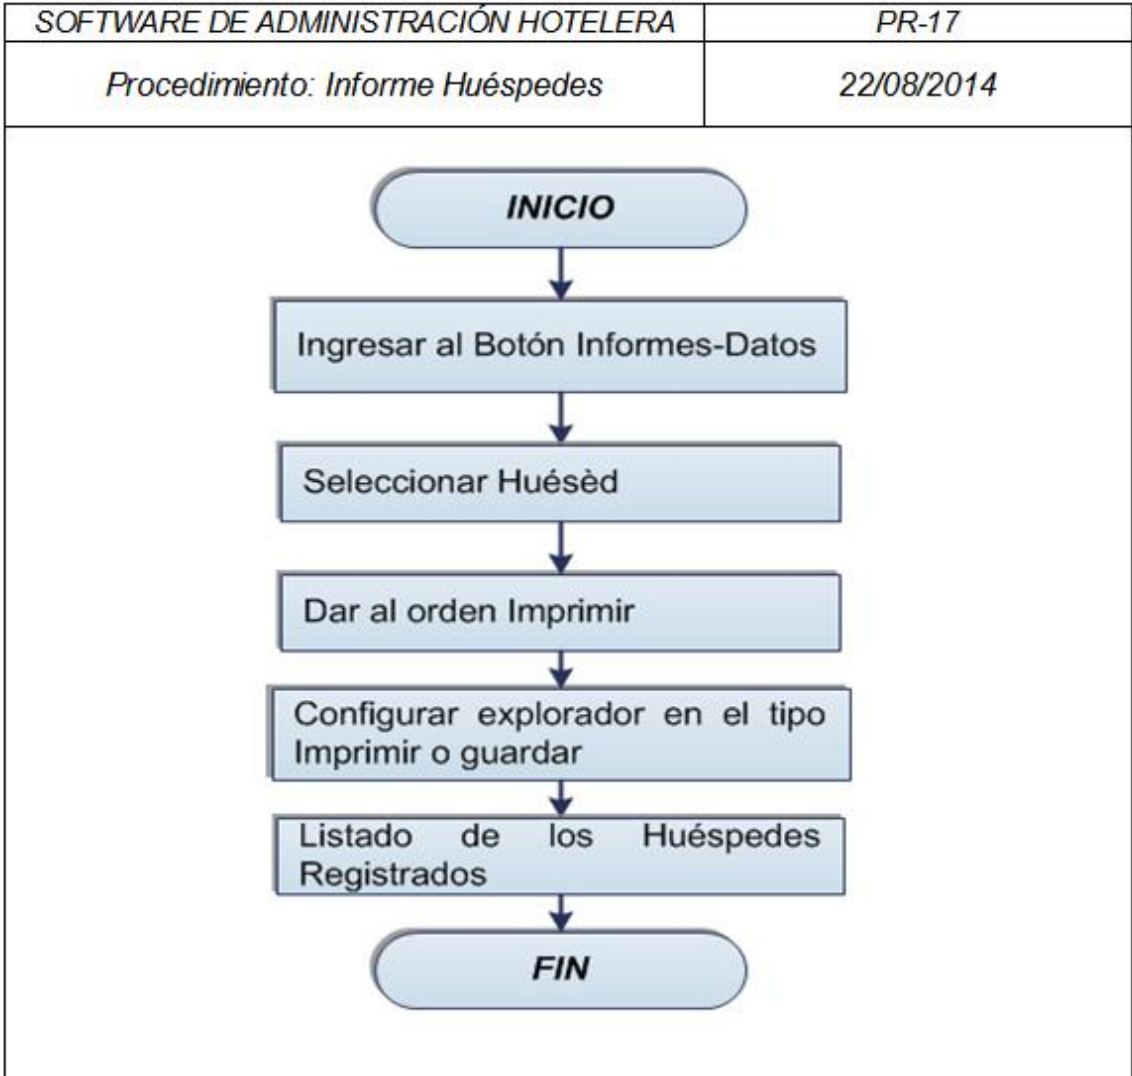 SOFTWARE DE ADMINISTRACIÓN HOTELERA
PR-17
Procedimiento: Informe Huéspedes
22/08/2014
INICIO
Ingresar al Botón Informes-Datos
Seleccionar Huésèd
Dar al orden Imprimir
Configurar explorador en el tipo
Imprimir o guardar
Listado de los Huéspedes
Registrados
FIN